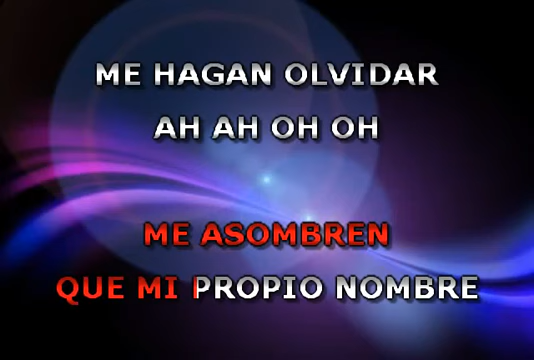 ME HAGAN OLVIDAR
AH AH OH OH
ME ASOMBREN
QUE MI PROPIO NOMBRE